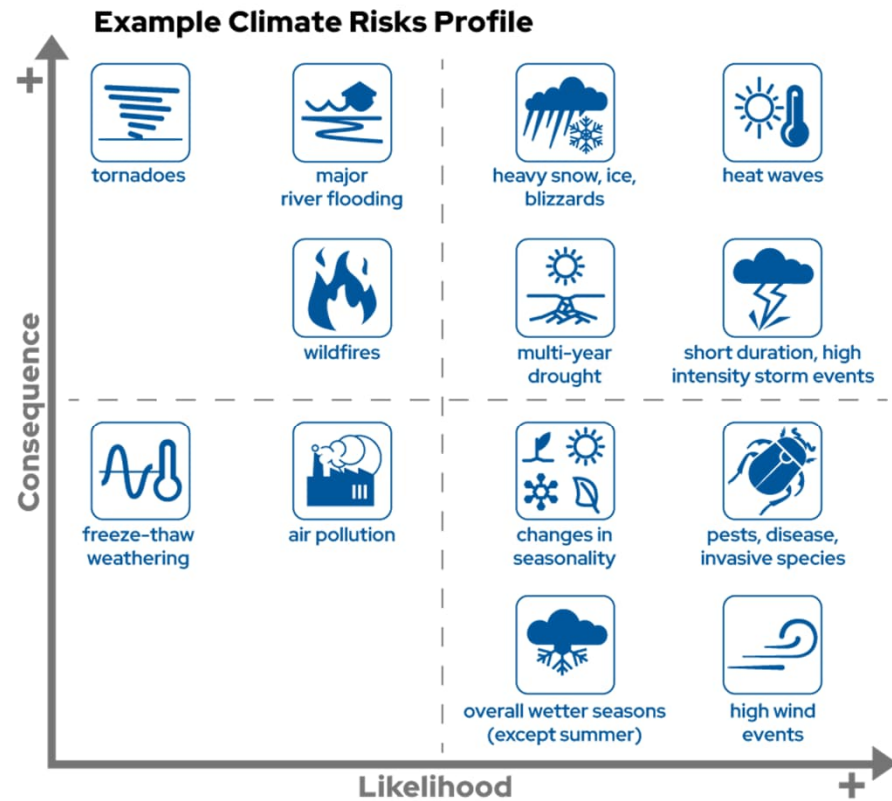 Example Climate Risks Profile
+
tornadoes
major
river flooding
heavy snow, ice,
blizzards
heat waves
wildfires
multi-year
drought
short duration, high
intensity storm events
Consequence
freeze-thaw
weathering
air pollution
changes in
seasonality
pests, disease,
invasive species
overall wetter seasons
(except summer)
high wind
events
Likelihood
+